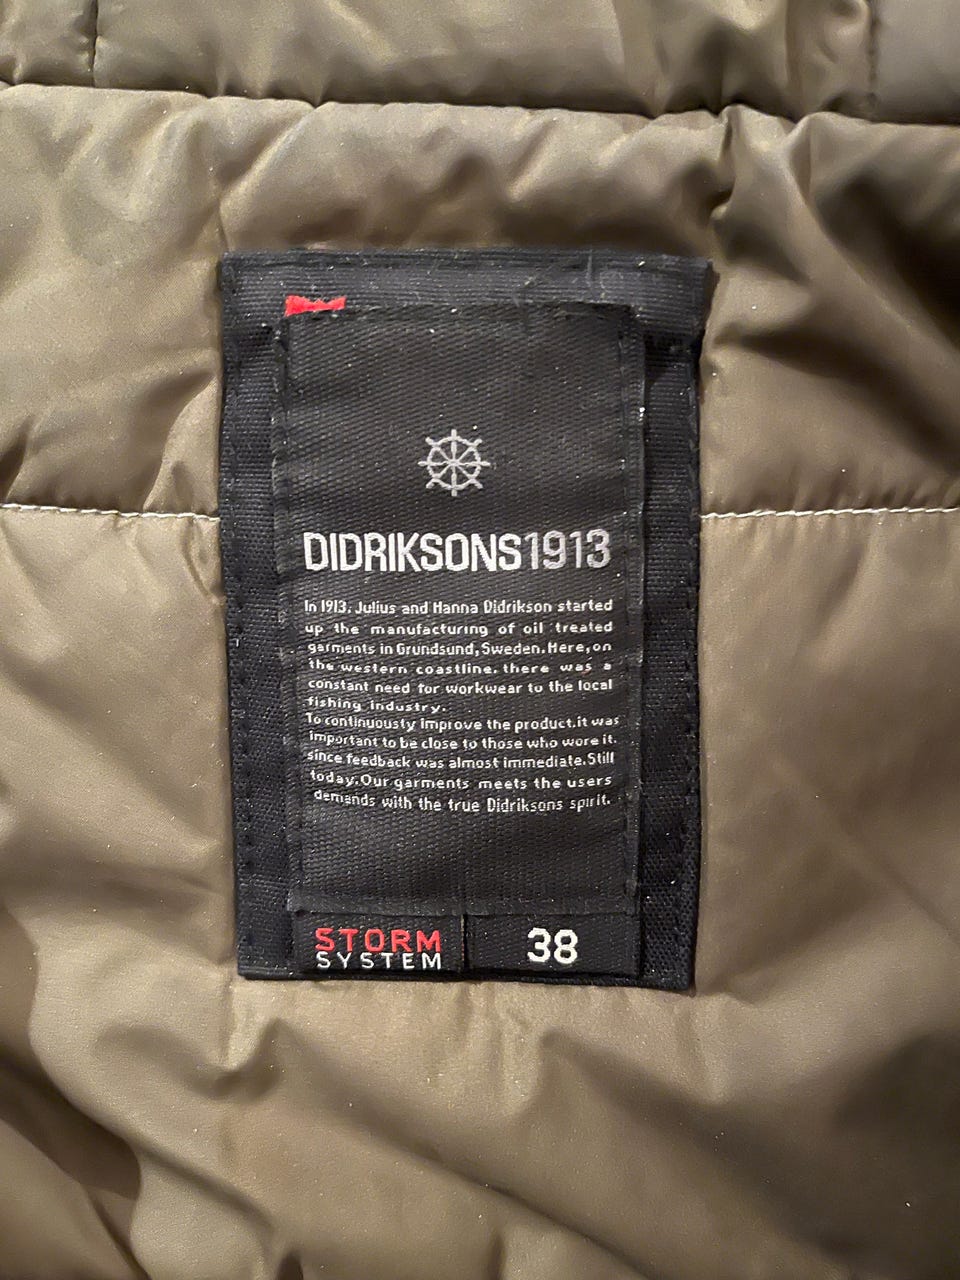 DIDRIKSONS1913
In 1913, Julius and Hanna Didrikson started
up the manufacturing of oil treated
garments in Grundsund, Sweden. Here, on
the western coastline, there was a
constant need for workwear to the local
fishing industry.
To continuously improve the product, it was
important to be close to those who wore it,
since feedback was almost immediate. Still
today. Our garments meets the users
demands with the true Didriksons spirit.
STORM
SYSTEM
38